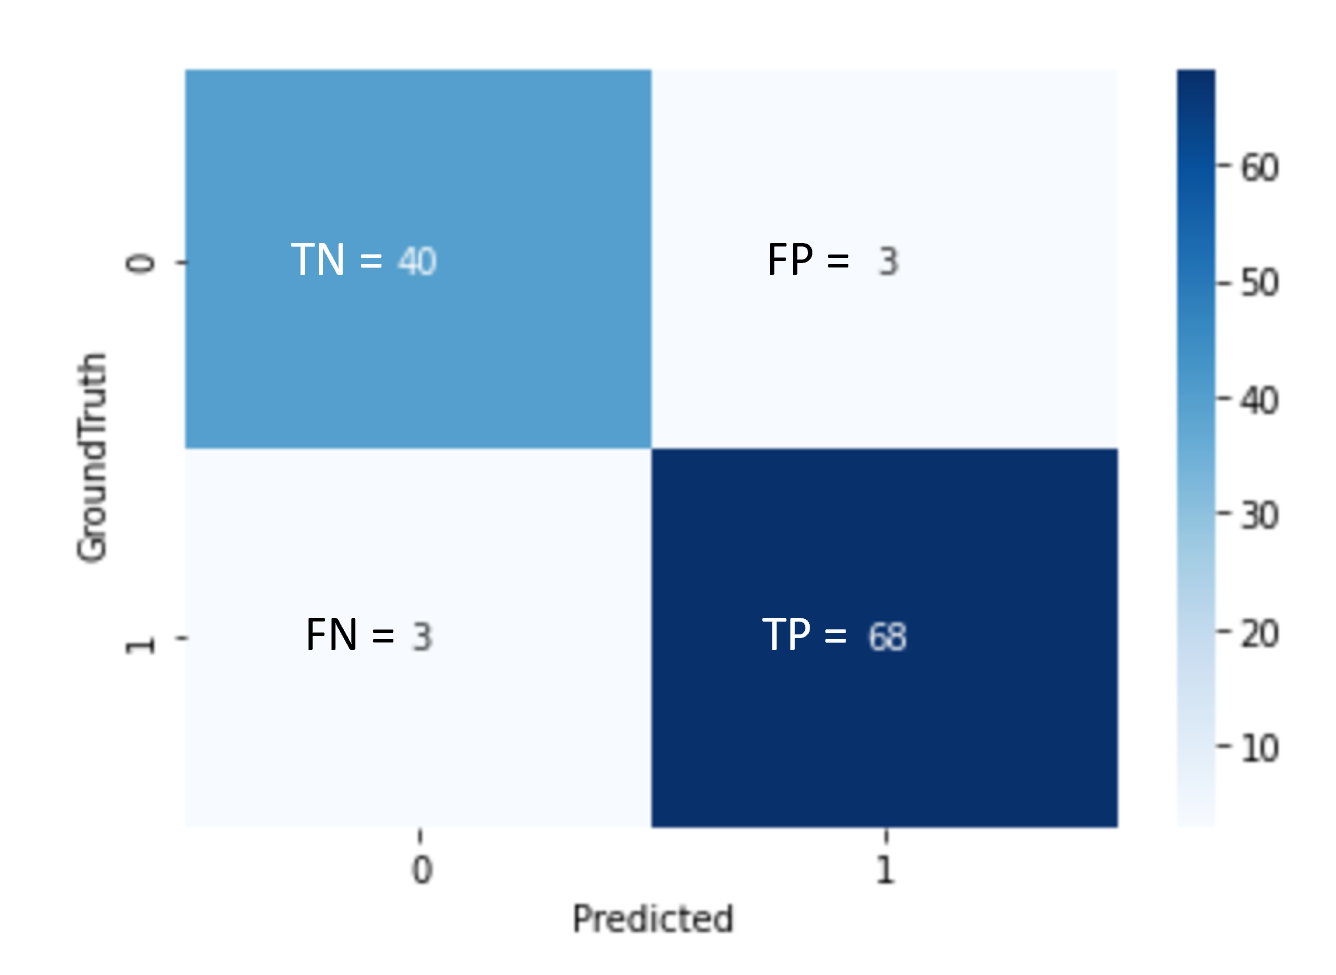 TN = 40
FP = 3
FN = 3
TP = 68
0
1
GroundTruth
0
1
Predicted
60
50
40
30
20
10